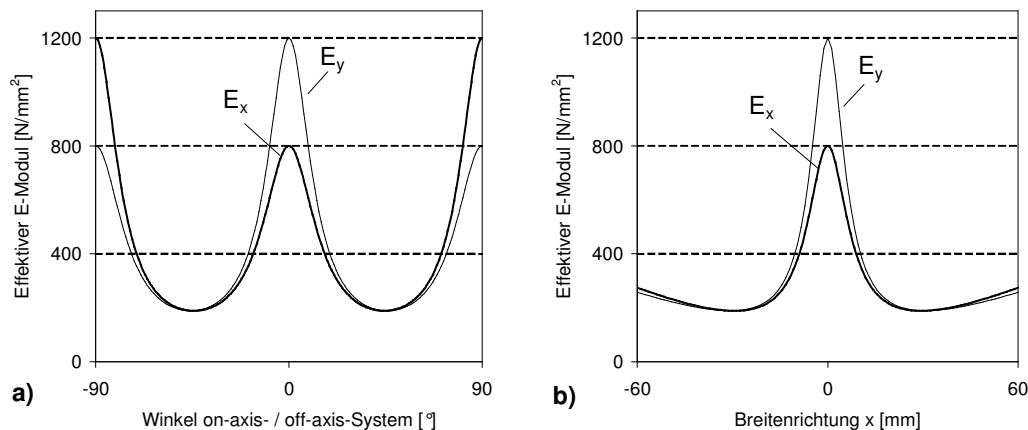 1200
800
400
0
-90
0
90
Effektiver E-Modul [N/mm²]
Winkel on-axis- / off-axis-System [°]
E_y
E_x
a)
1200
800
400
0
-60
0
60
Effektiver E-Modul [N/mm²]
Breitenrichtung x [mm]
E_y
E_x
b)